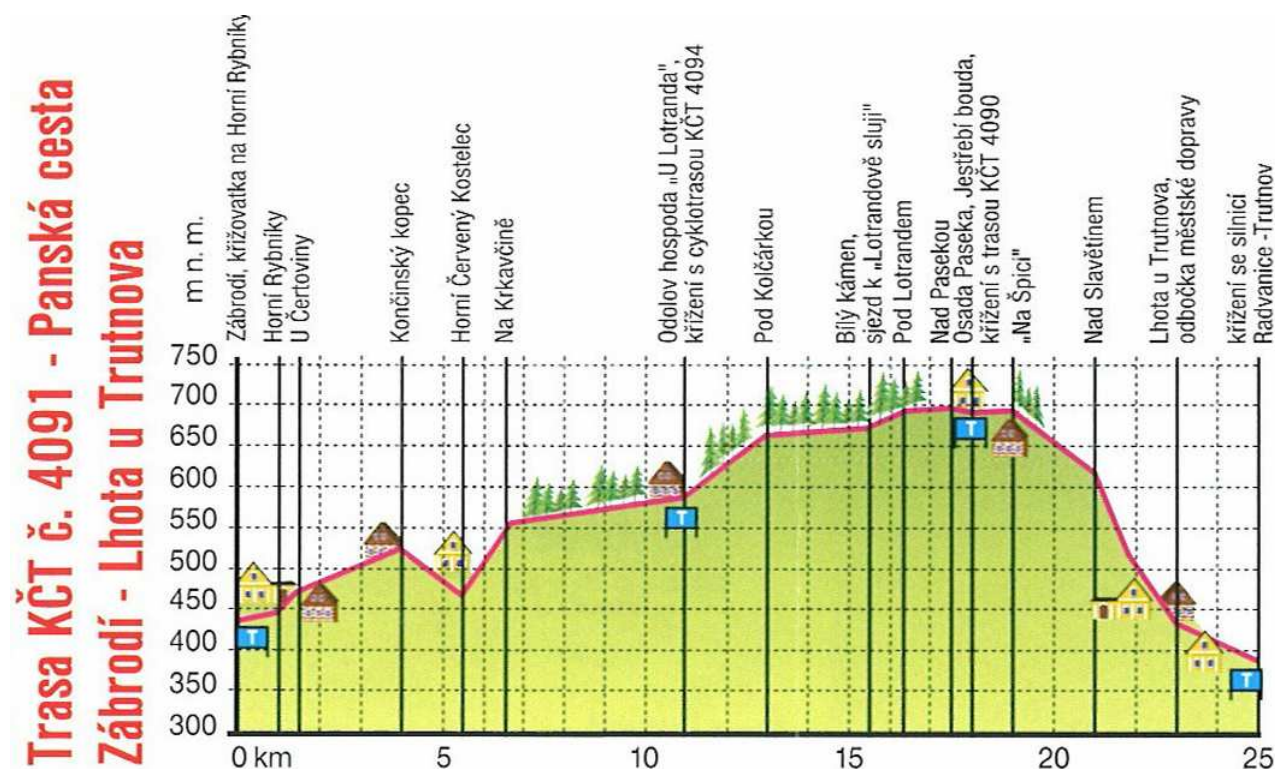 Trasa KČT č. 4091 - Panská cesta
Zábrodí - Lhota u Trutnova
m n. m.
Zábrodí, křižovatka na Horní Rybníky
Horní Rybníky
U Čertoviny
Končinský kopec
Horní Červený Kostelec
Na Krkavčině
Odolov hospoda „U Lotranda",
křížení s cyklotrasou KČT 4094
Pod Kolčárkou
Bílý kámen,
sjezd k „Lotrandově sluji"
Pod Lotrandem
Nad Pasekou
Osada Paseka, Jestřebí bouda,
křížení s trasou KČT 4090
„Na Špici"
Nad Slavětínem
Lhota u Trutnova,
odbočka městské dopravy
křížení se silnicí
Radvanice -Trutnov
750
700
650
600
550
500
450
400
350
300
T
T
T
T
0 km
5
10
15
20
25